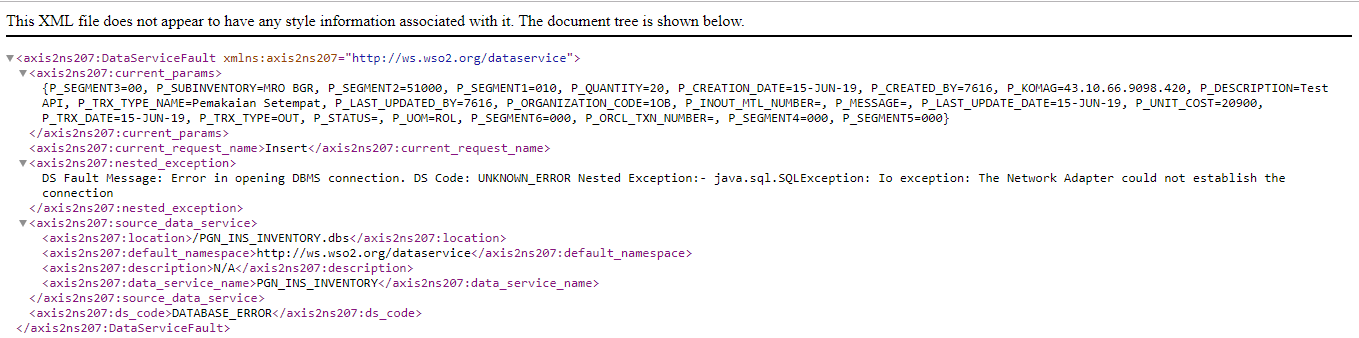 This XML file does not appear to have any style information associated with it. The document tree is shown below.
▼<axis2ns207:DataServiceFault xmlns:axis2ns207="http://ws.wso2.org/dataservice">
▼<axis2ns207:current_params>
{P_SEGMENT3=00, P_SUBINVENTORY=MRO BGR, P_SEGMENT2=51000, P_SEGMENT1=010, P_QUANTITY=20, P_CREATION_DATE=15-JUN-19, P_CREATED_BY=7616, P_KOMAG=43.10.66.9098.420, P_DESCRIPTION=Test
API, P_TRX_TYPE_NAME=Pemakaian Setempat, P_LAST_UPDATED_BY=7616, P_ORGANIZATION_CODE=1OB, P_INOUT_MTL_NUMBER=, P_MESSAGE=, P_LAST_UPDATE_DATE=15-JUN-19, P_UNIT_COST=20900,
P_TRX_DATE=15-JUN-19, P_TRX_TYPE=OUT, P_STATUS=, P_UOM=ROL, P_SEGMENT6=000, P_ORCL_TXN_NUMBER=, P_SEGMENT4=000, P_SEGMENT5=000}
</axis2ns207:current_params>
<axis2ns207:current_request_name>Insert</axis2ns207:current_request_name>
▼<axis2ns207:nested_exception>
DS Fault Message: Error in opening DBMS connection. DS Code: UNKNOWN_ERROR Nested Exception:- java.sql.SQLException: Io exception: The Network Adapter could not establish the
connection
</axis2ns207:nested_exception>
▼<axis2ns207:source_data_service>
<axis2ns207:location>/PGN_INS_INVENTORY.dbs</axis2ns207:location>
<axis2ns207:default_namespace>http://ws.wso2.org/dataservice</axis2ns207:default_namespace>
<axis2ns207:description>N/A</axis2ns207:description>
<axis2ns207:data_service_name>PGN_INS_INVENTORY</axis2ns207:data_service_name>
</axis2ns207:source_data_service>
<axis2ns207:ds_code>DATABASE_ERROR</axis2ns207:ds_code>
</axis2ns207:DataServiceFault>